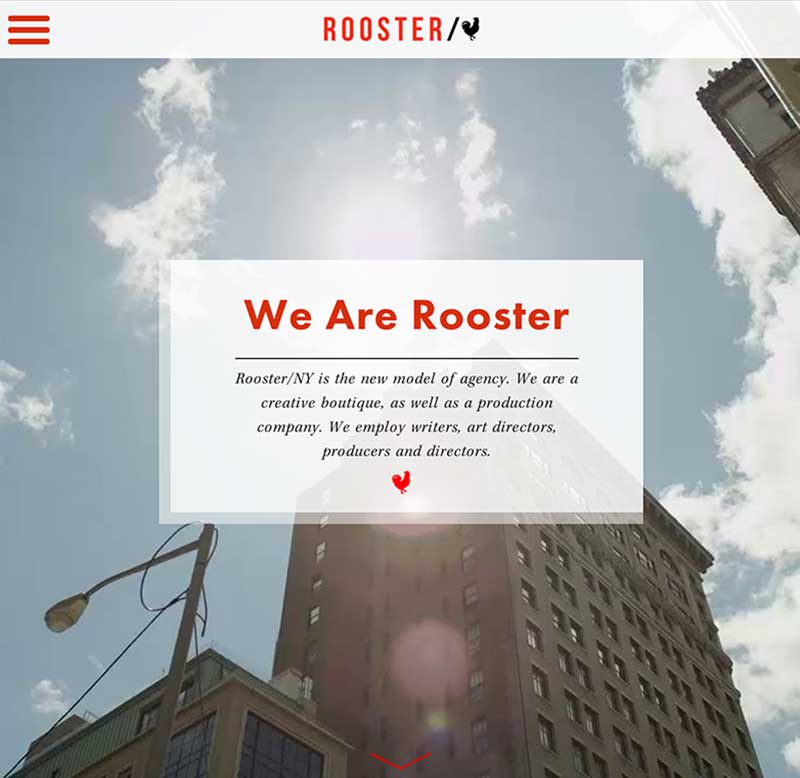 ROOSTER/
We Are Rooster
Rooster/NY is the new model of agency. We are a
creative boutique, as well as a production
company. We employ writers, art directors,
producers and directors.